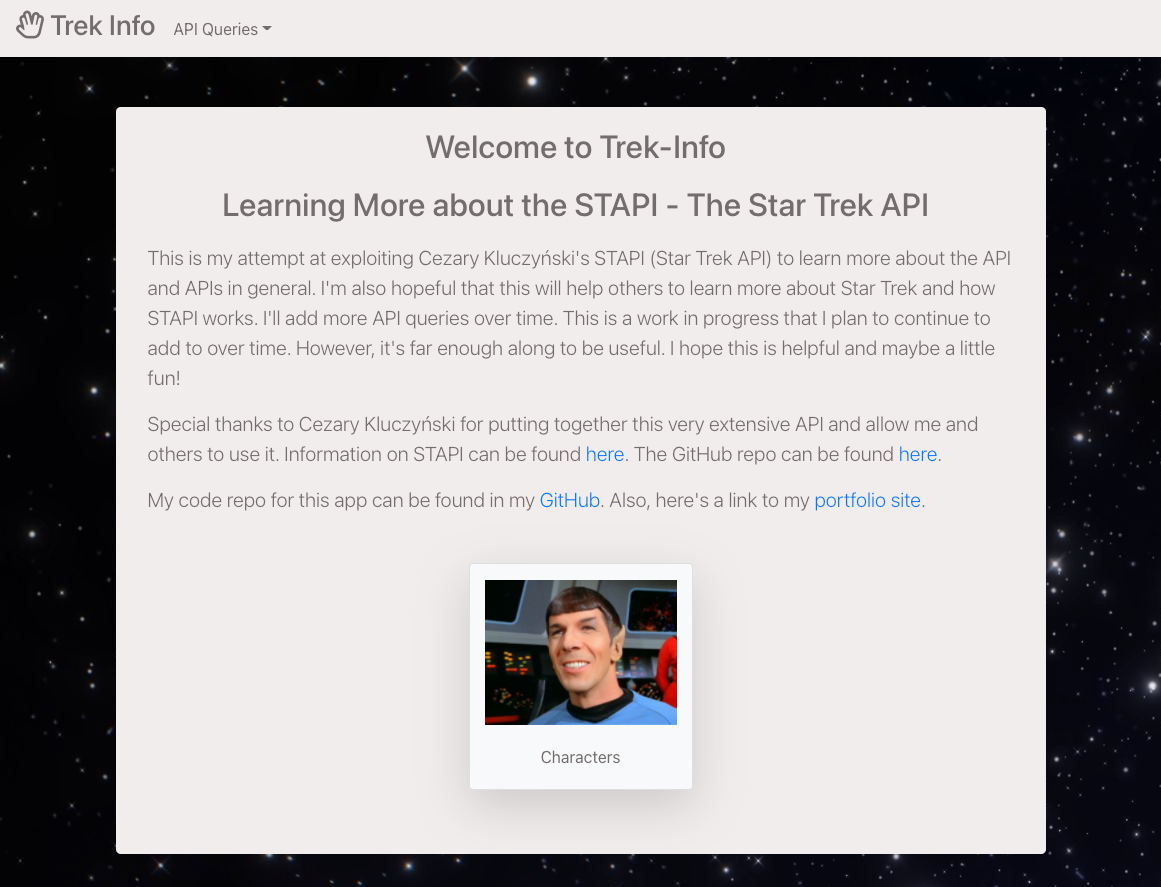 Trek Info
API Queries
Welcome to Trek-Info
Learning More about the STAPI - The Star Trek API
This is my attempt at exploiting Cezary Kluczyński's STAPI (Star Trek API) to learn more about the API
and APIs in general. I'm also hopeful that this will help others to learn more about Star Trek and how
STAPI works. I'll add more API queries over time. This is a work in progress that I plan to continue to
add to over time. However, it's far enough along to be useful. I hope this is helpful and maybe a little
fun!
Special thanks to Cezary Kluczyński for putting together this very extensive API and allow me and
others to use it. Information on STAPI can be found here. The GitHub repo can be found here.
My code repo for this app can be found in my GitHub. Also, here's a link to my portfolio site.
Characters